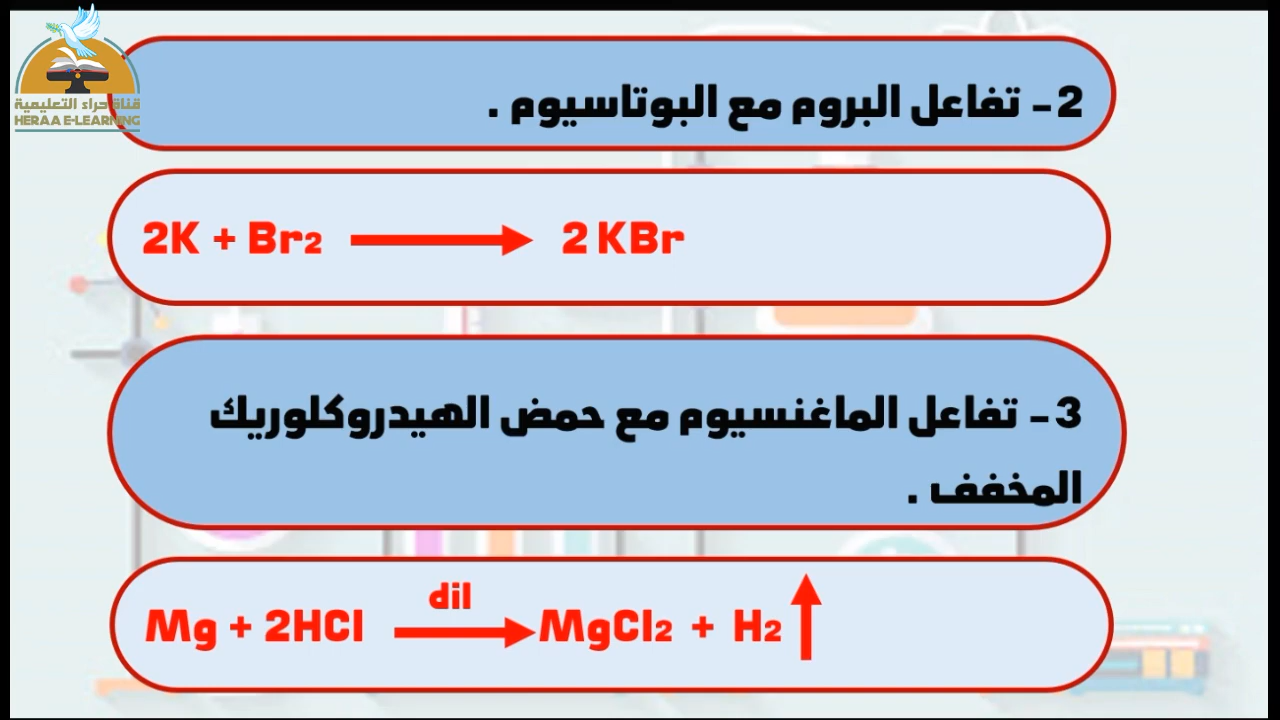 قناة حراء التعليمية
HERAA E-LEARNING
2- تفاعل البروم مع البوتاسيوم .
2K + Br₂ ⟶ 2 KBr
3- تفاعل الماغنسيوم مع حمض الهيدروكلوريك
المخفف .
dil
Mg + 2HCl ⟶ MgCl₂ + H₂ ↑